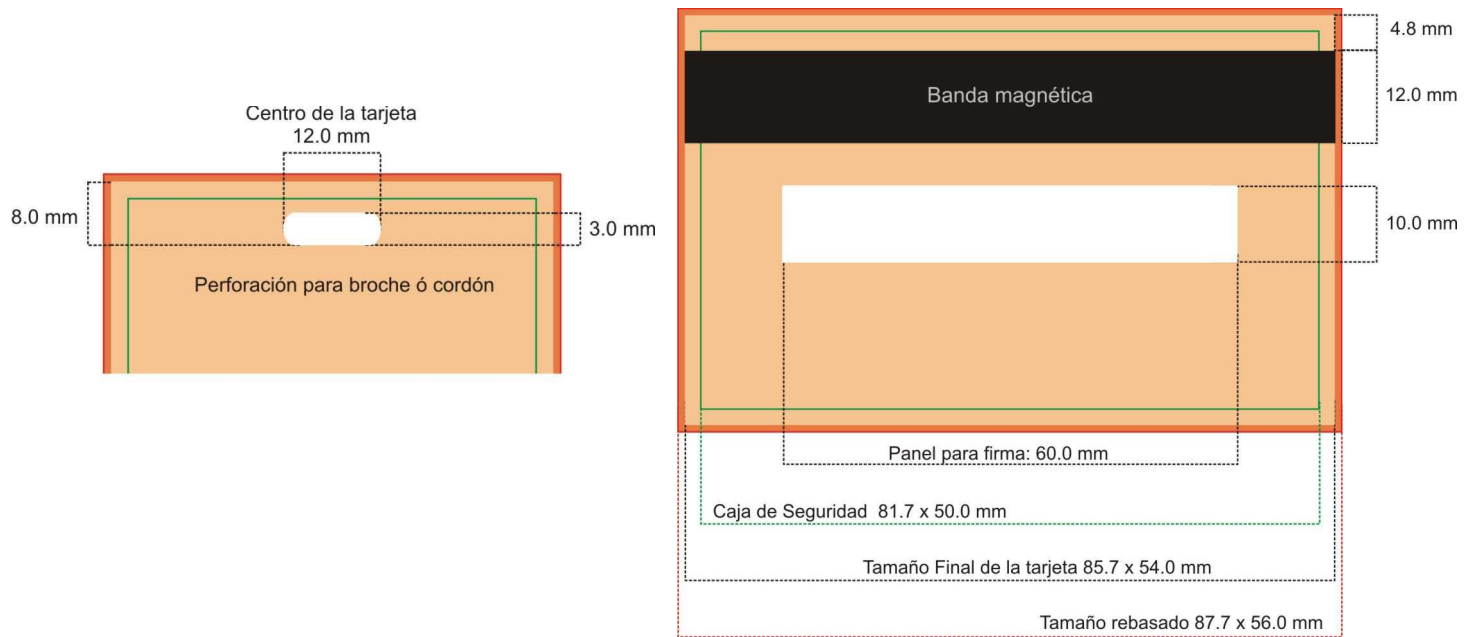 Centro de la tarjeta
12.0 mm
8.0 mm
3.0 mm
Perforación para broche ó cordón
4.8 mm
Banda magnética
12.0 mm
10.0 mm
Panel para firma: 60.0 mm
Caja de Seguridad 81.7 x 50.0 mm
Tamaño Final de la tarjeta 85.7 x 54.0 mm
Tamaño rebasado 87.7 x 56.0 mm